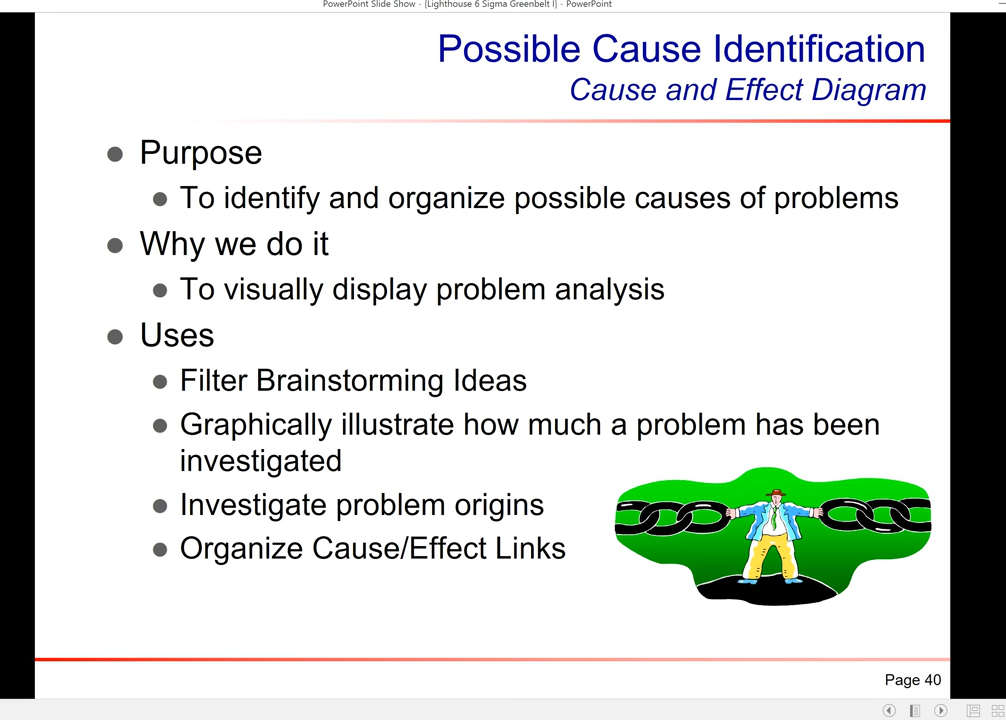 PowerPoint Slide Show - [Lighthouse 6 Sigma Greenbelt I] - PowerPoint
Possible Cause Identification
Cause and Effect Diagram
Purpose
To identify and organize possible causes of problems
Why we do it
To visually display problem analysis
Uses
Filter Brainstorming Ideas
Graphically illustrate how much a problem has been
investigated
Investigate problem origins
Organize Cause/Effect Links
Page 40